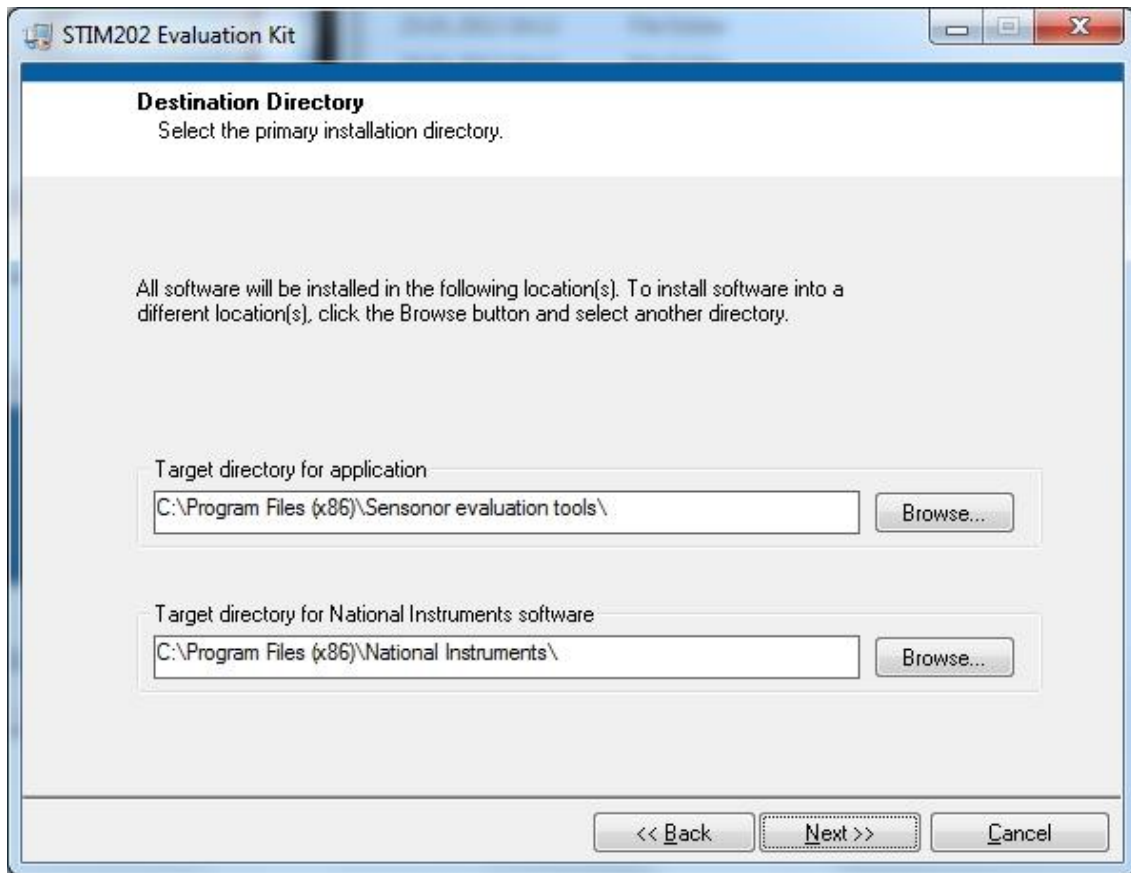 STIM202 Evaluation Kit
Destination Directory
Select the primary installation directory.
All software will be installed in the following location(s). To install software into a
different location(s), click the Browse button and select another directory.
Target directory for application
C:\Program Files (x86)\Sensonor evaluation tools\
Browse...
Target directory for National Instruments software
C:\Program Files (x86)\National Instruments\
Browse...
<< Back
Next >>
Cancel